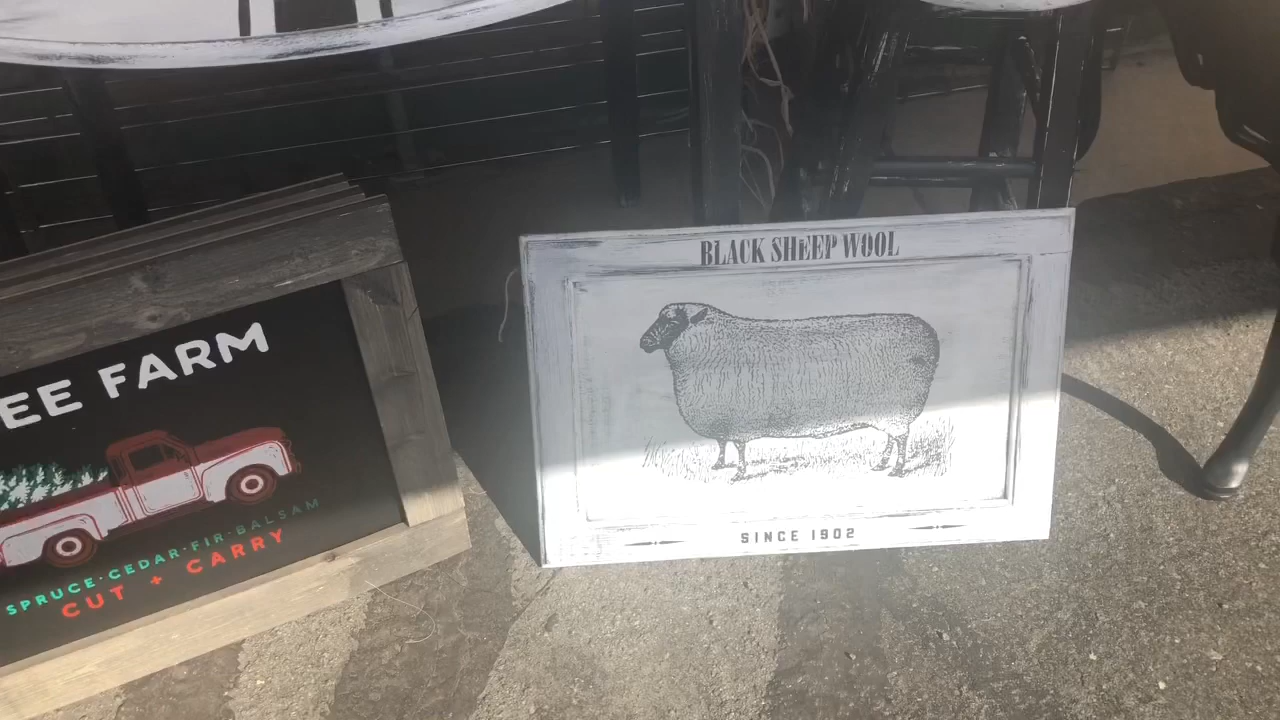 EE FARM
SPRUCE·CEDAR·FIR·BALSAM
CUT + CARRY
BLACK SHEEP WOOL
SINCE 1902